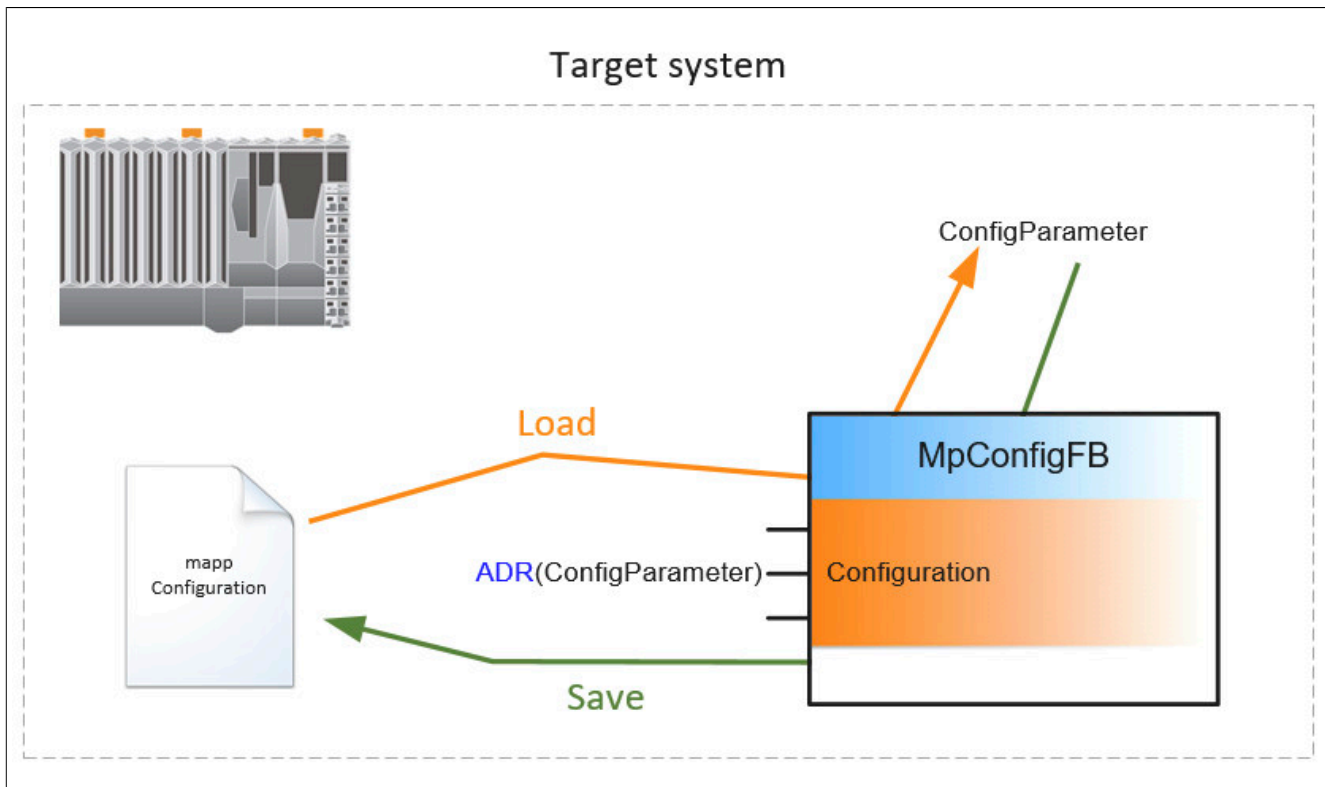 Target system
ConfigParameter
Load
MpConfigFB
mapp
Configuration
ADR(ConfigParameter)
Configuration
Save